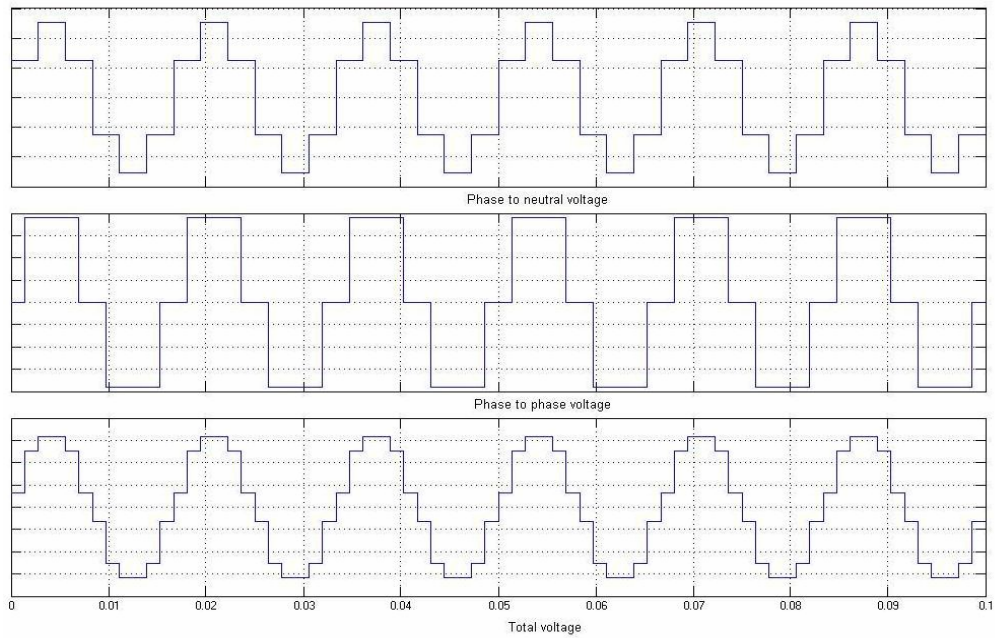 Phase to neutral voltage
Phase to phase voltage
0 0.01 0.02 0.03 0.04 0.05 0.06 0.07 0.08 0.09 0.1
Total voltage